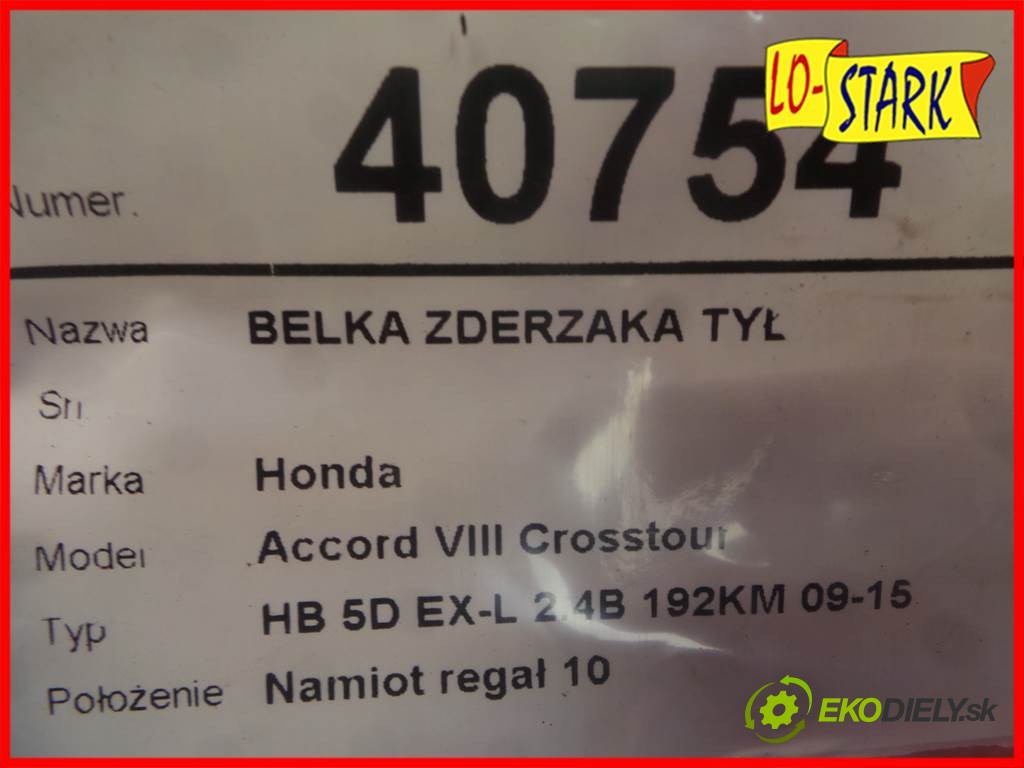 LO-STARK
Numer. 40754
Nazwa BELKA ZDERZAKA TYŁ
Marka Honda
Model Accord VIII Crosstour
Typ HB 5D EX-L 2.4B 192KM 09-15
Położenie Namiot regał 10
EKODIELY.sk